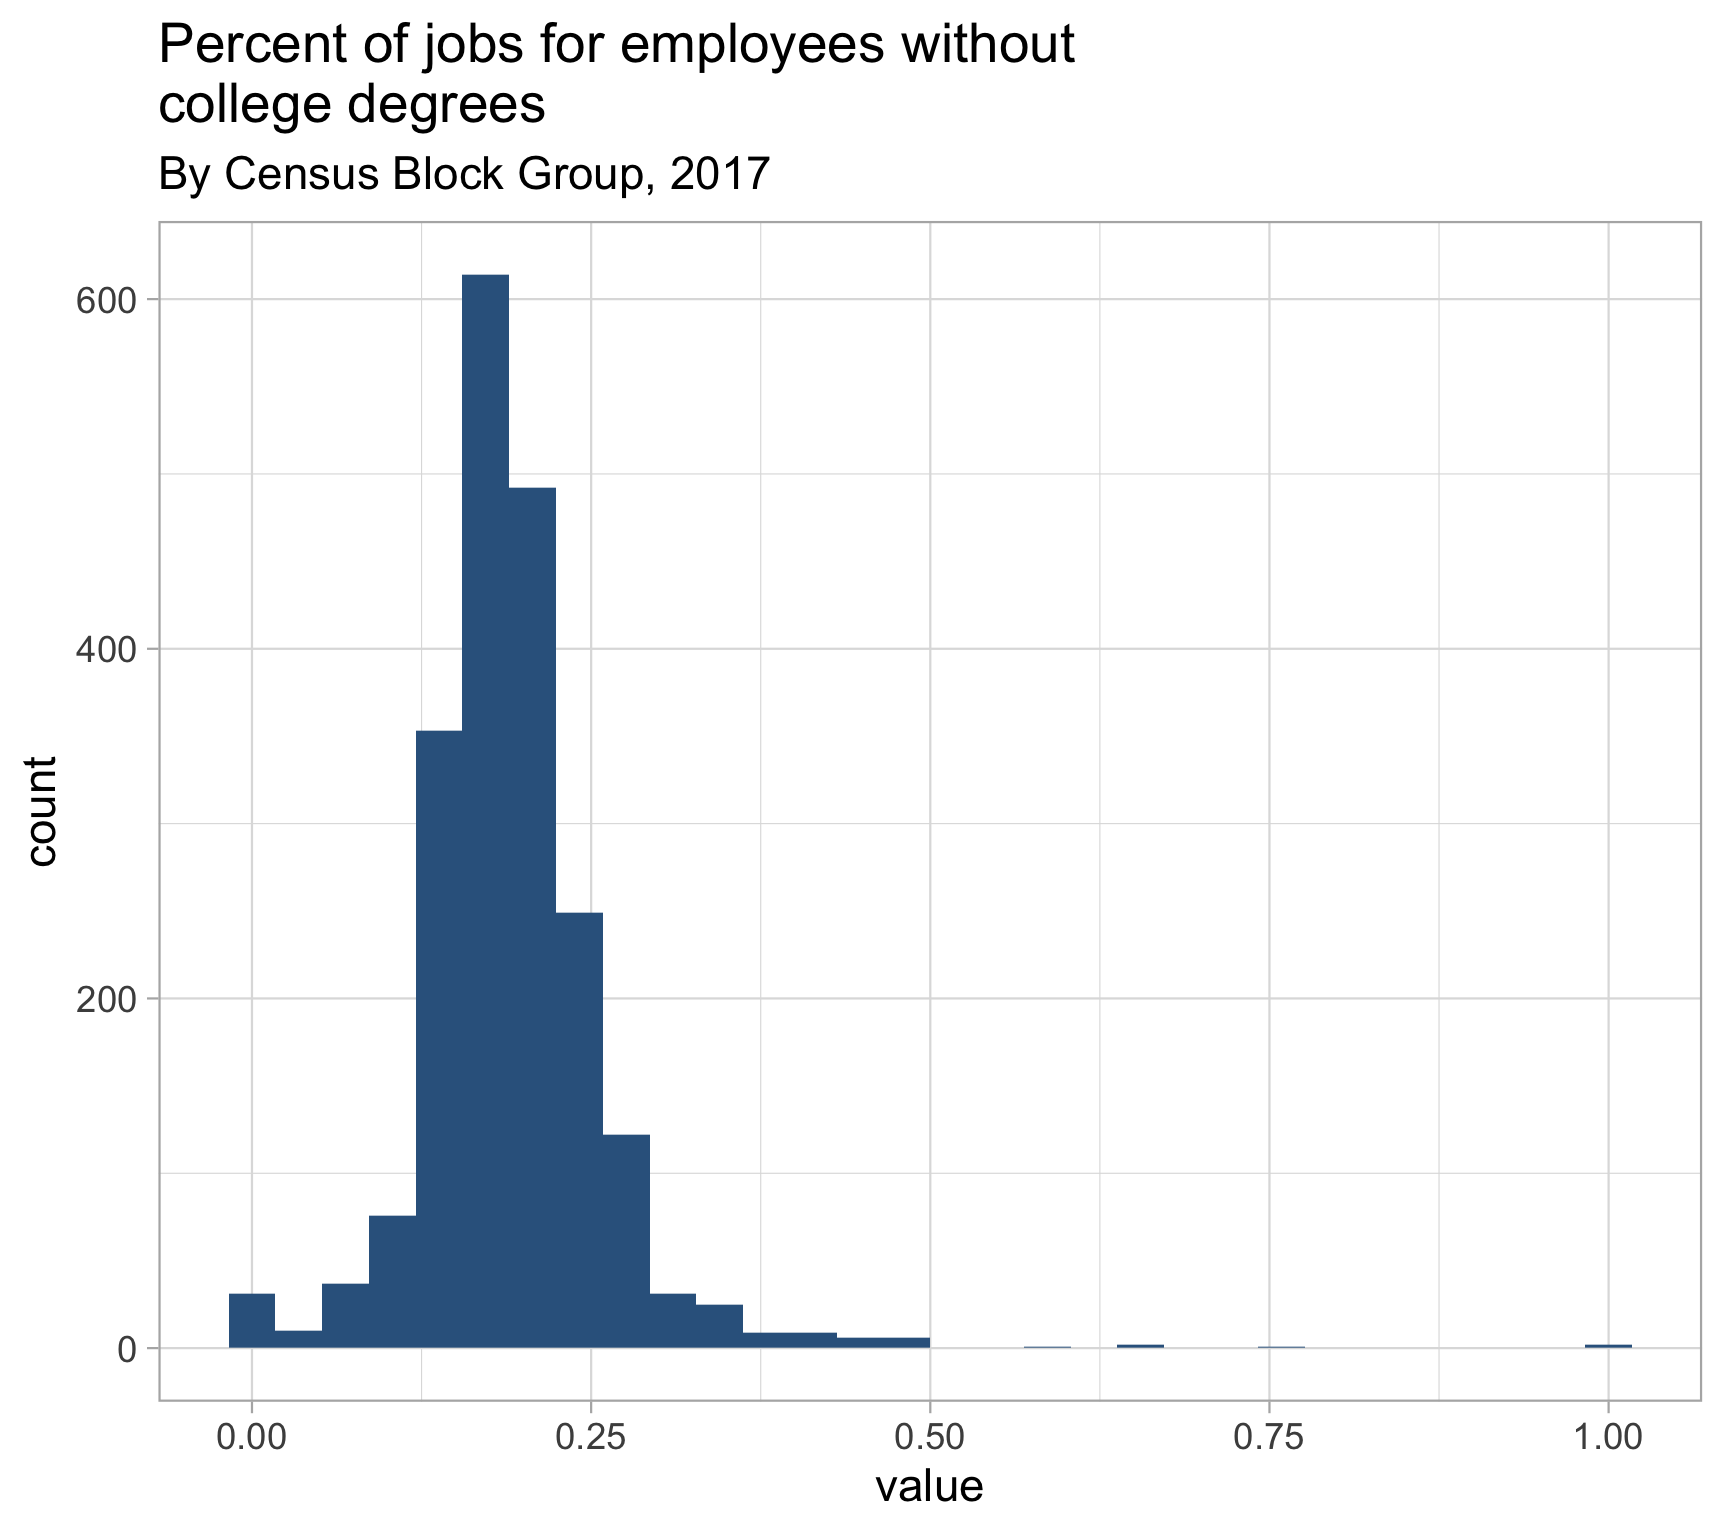 Percent of jobs for employees without
college degrees
By Census Block Group, 2017
600
400
200
0
count
0.00 0.25 0.50 0.75 1.00
value